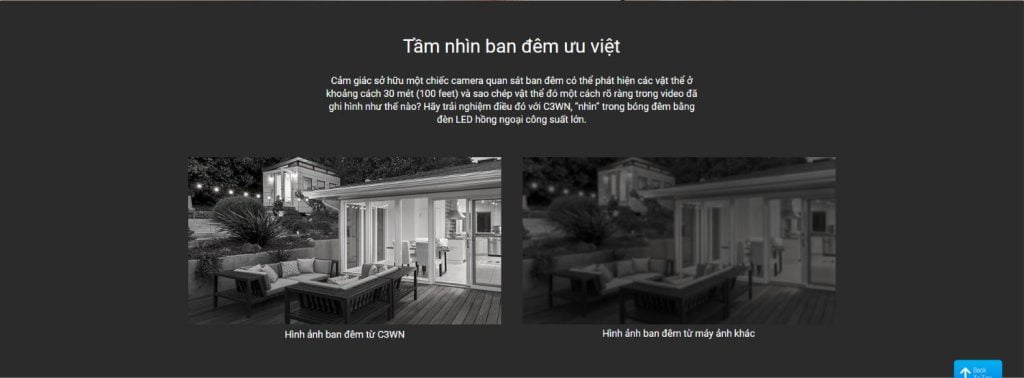 Tầm nhìn ban đêm ưu việt
Cảm giác sở hữu một chiếc camera quan sát ban đêm có thể phát hiện các vật thể ở
khoảng cách 30 mét (100 feet) và sao chép vật thể đó một cách rõ ràng trong video đã
ghi hình như thế nào? Hãy trải nghiệm điều đó với C3WN, "nhìn" trong bóng đêm bằng
đèn LED hồng ngoại công suất lớn.
Hình ảnh ban đêm từ C3WN
Hình ảnh ban đêm từ máy ảnh khác
Back